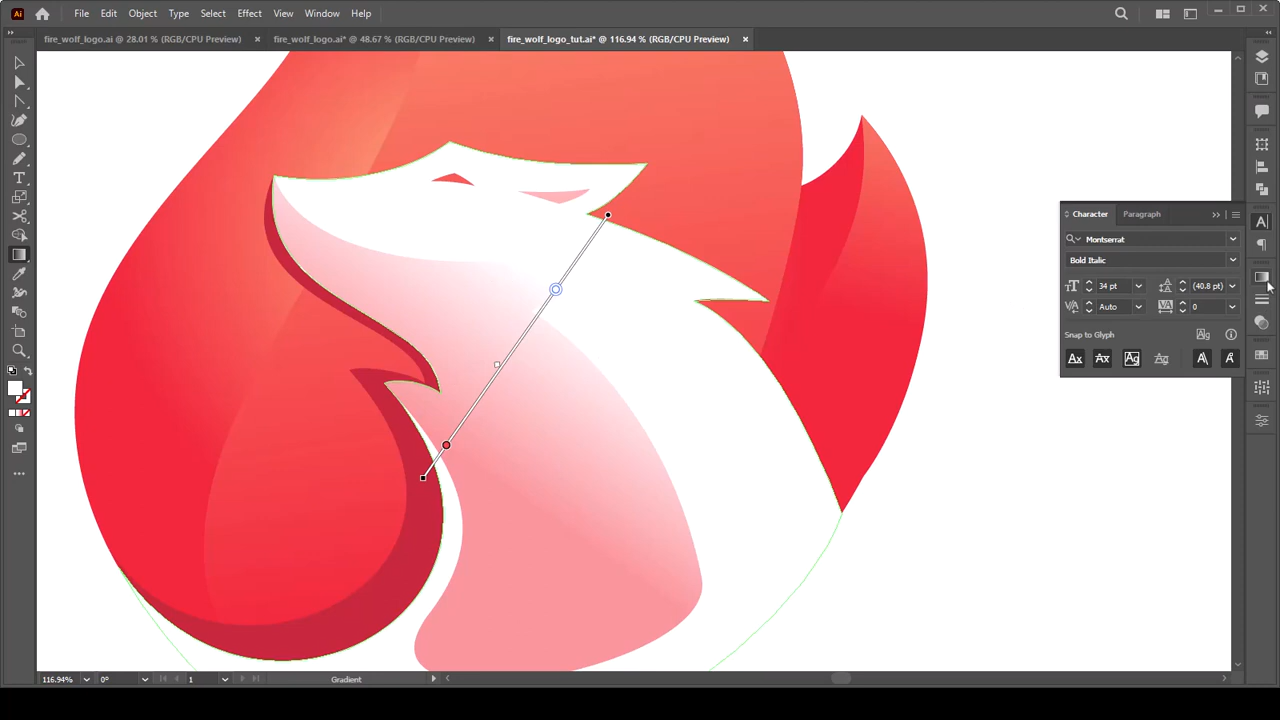 Ai File Edit Object Type Select Effect View Window Help
fire_wolf_logo.ai @ 28.01 % (RGB/CPU Preview) fire_wolf_logo.ai* @ 48.67 % (RGB/CPU Preview) fire_wolf_logo_tut.ai* @ 116.94 % (RGB/CPU Preview)
Character Paragraph
Montserrat
Bold Italic
34 pt (40.8 pt)
Auto 0
Snap to Glyph
116.94% 0° 1 Gradient